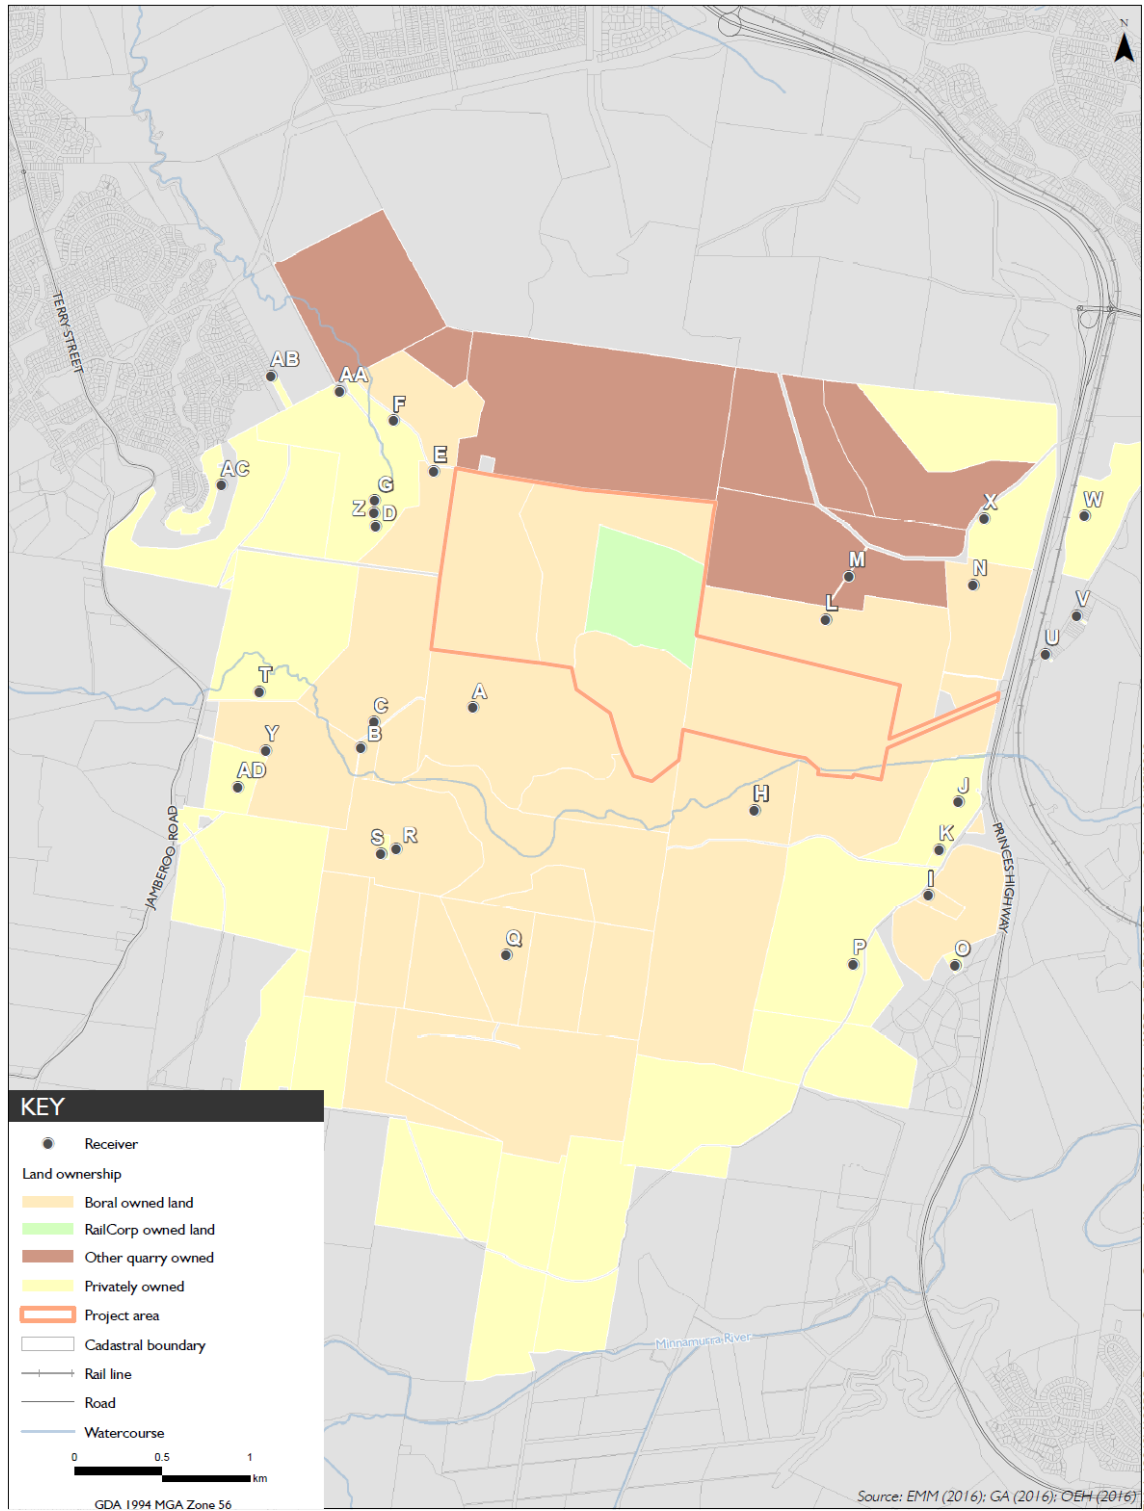 N
TERRY STREET
AB
AA
F
E
AC
G
Z
D
X
W
M
N
L
V
U
T
A
C
B
Y
AD
H
J
K
S
R
I
JAMBEROO ROAD
PRINCES HIGHWAY
Q
P
O
KEY
Receiver
Land ownership
Boral owned land
RailCorp owned land
Other quarry owned
Privately owned
Project area
Cadastral boundary
Rail line
Road
Watercourse
0 0.5 1
km
GDA 1994 MGA Zone 56
Minnamurra River
Source: EMM (2016); GA (2016); OEH (2016)